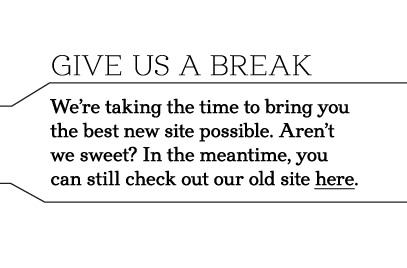 GIVE US A BREAK
We're taking the time to bring you
the best new site possible. Aren't
we sweet? In the meantime, you
can still check out our old site here.